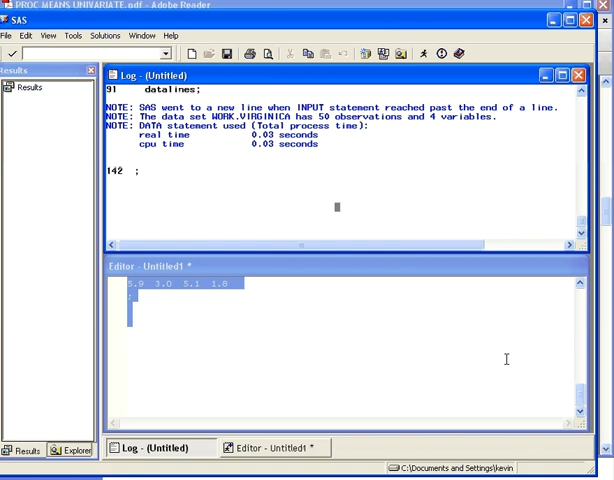 PROC MEANS UNIVARIATE.pdf - Adobe Reader
SAS
File Edit View Tools Solutions Window Help
Results
Results
Log - (Untitled)
91 datalines;
NOTE: SAS went to a new line when INPUT statement reached past the end of a line.
NOTE: The data set WORK.VIRGINICA has 50 observations and 4 variables.
NOTE: DATA statement used (Total process time):
real time 0.03 seconds
cpu time 0.03 seconds
142 ;
Editor - Untitled1 *
5.9 3.0 5.1 1.8
;
Results
Explorer
Log - (Untitled)
Editor - Untitled1 *
C:\Documents and Settings\kevin